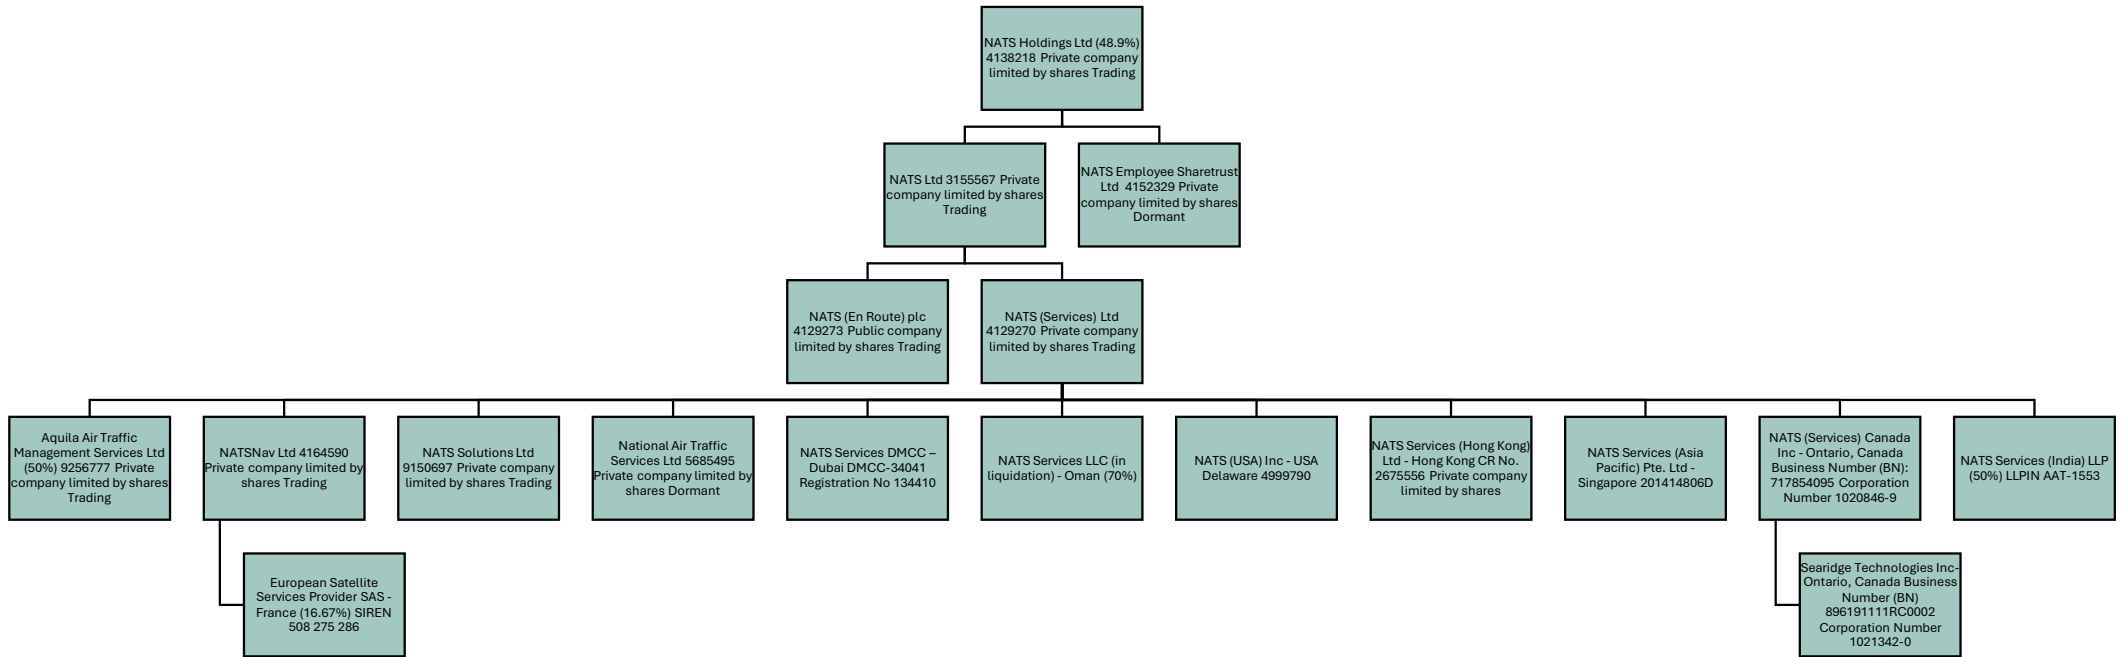 NATS Holdings Ltd (48.9%)
4138218 Private company
limited by shares Trading
NATS Ltd 3155567 Private
company limited by shares
Trading
NATS Employee Sharetrust
Ltd  4152329 Private
company limited by shares
Dormant
NATS (En Route) plc
4129273 Public company
limited by shares Trading
NATS (Services) Ltd
4129270 Private company
limited by shares Trading
Aquila Air Traffic
Management Services Ltd
(50%) 9256777 Private
company limited by shares
Trading
NATSNav Ltd 4164590
Private company limited by
shares Trading
NATS Solutions Ltd
9150697 Private company
limited by shares Trading
National Air Traffic
Services Ltd 5685495
Private company limited by
shares Dormant
NATS Services DMCC –
Dubai DMCC-34041
Registration No 134410
NATS Services LLC (in
liquidation) - Oman (70%)
NATS (USA) Inc - USA
Delaware 4999790
NATS Services (Hong Kong)
Ltd - Hong Kong CR No.
2675556 Private company
limited by shares
NATS Services (Asia
Pacific) Pte. Ltd -
Singapore 201414806D
NATS (Services) Canada
Inc - Ontario, Canada
Business Number (BN):
717854095 Corporation
Number 1020846-9
NATS Services (India) LLP
(50%) LLPIN AAT-1553
European Satellite
Services Provider SAS -
France (16.67%) SIREN
508 275 286
Searidge Technologies Inc-
Ontario, Canada Business
Number (BN)
896191111RC0002
Corporation Number
1021342-0